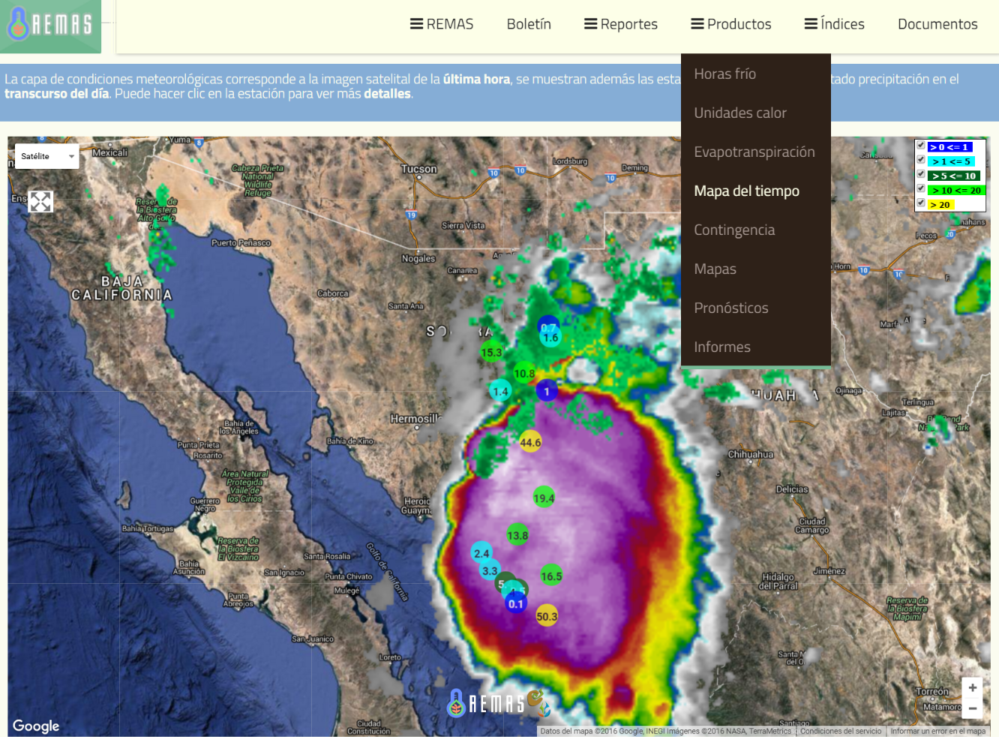 REMAS
REMAS
Boletín
Reportes
Productos
Índices
Documentos
La capa de condiciones meteorológicas corresponde a la imagen satelital de la última hora, se muestran además las esta
tado precipitación en el
transcurso del día. Puede hacer clic en la estación para ver más detalles.
Horas frío
Unidades calor
Evapotranspiración
Mapa del tiempo
Contingencia
Mapas
Pronósticos
Informes
Satélite
> 0 <= 1
> 1 <= 5
> 5 <= 10
> 10 <= 20
> 20
8
Yuma
8
Mexicali
Ens
Cabeza Prieta
National
Wildlife
Refuge
Tucson
10
10
Lordsburg
10
Deming
Reser de
la Biosfera
Alto Golfo
de
19
Sierra Vista
Puerto Peñasco
Nogales
Cananea
nahans
Pecos
20
Horn
10
10
BAJA
CALIFORNIA
Caborca
Santa Ana
Marf
0.7
1.6
15.3
10.8
1.4
1
HUAH A
Ojinaga
Terlingua
Lajitas
Hermosill
Bahía de
los Ángeles
Punta Prieta
Rosarito
Bahía de Kino
44.6
Chihuahua
Área Natural
Protegida
Valle de
los Cirios
Guerrero
Negro
Heroic
Guaym
19.4
Delicias
Bahía Tortugas
13.8
Ciudad
Camargo
Reserva de
la Biosfera
El Vizcaíno
Santa Rosalía
Golfo de California
2.4
3.3
Bahía
Asunción
San Ignacio
Punta Chivato
Mulegé
5
16.5
0.1
50.3
Hidalgo
del Parral
Jiménez
Punta
Abreojos
Reserva de
la Biosfera
Mapimí
San Juanico
Loreto
Santa M
del O
REMAS
Torreón
Matamoro
Ciudad
Constitución
Santiago
Google
Datos del mapa ©2016 Google, INEGI Imágenes ©2016 NASA, TerraMetrics
Condiciones del servicio
Informar un error en el mapa